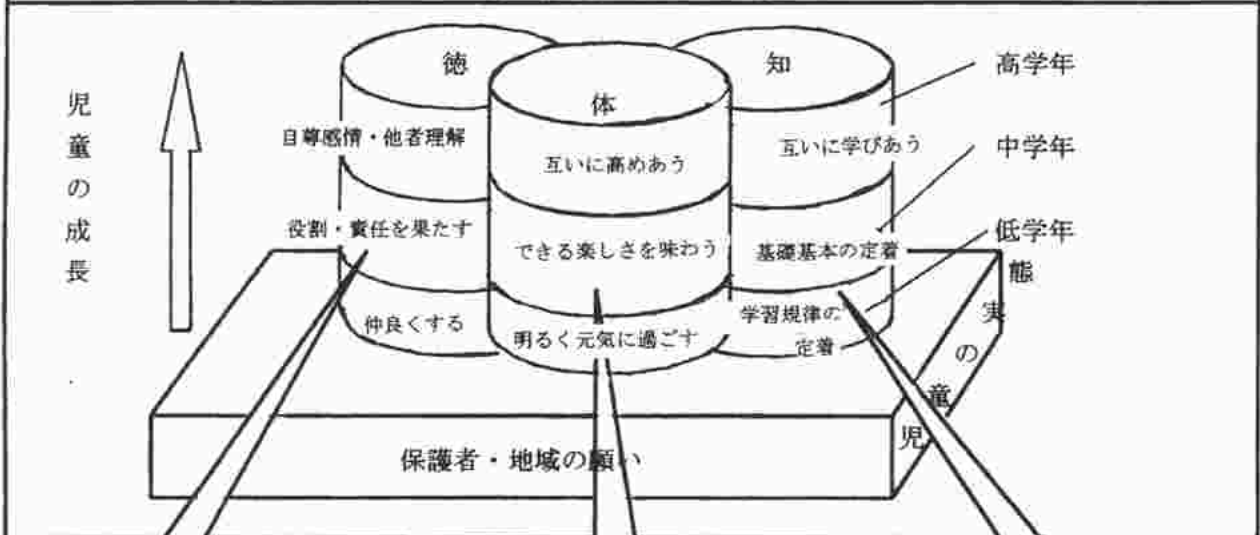 児童の成長
徳
体
知
自尊感情・他者理解
互いに高めあう
互いに学びあう
役割・責任を果たす
できる楽しさを味わう
基礎基本の定着
仲良くする
明るく元気に過ごす
学習規律の
定着
高学年
中学年
低学年
児童の実態
保護者・地域の願い